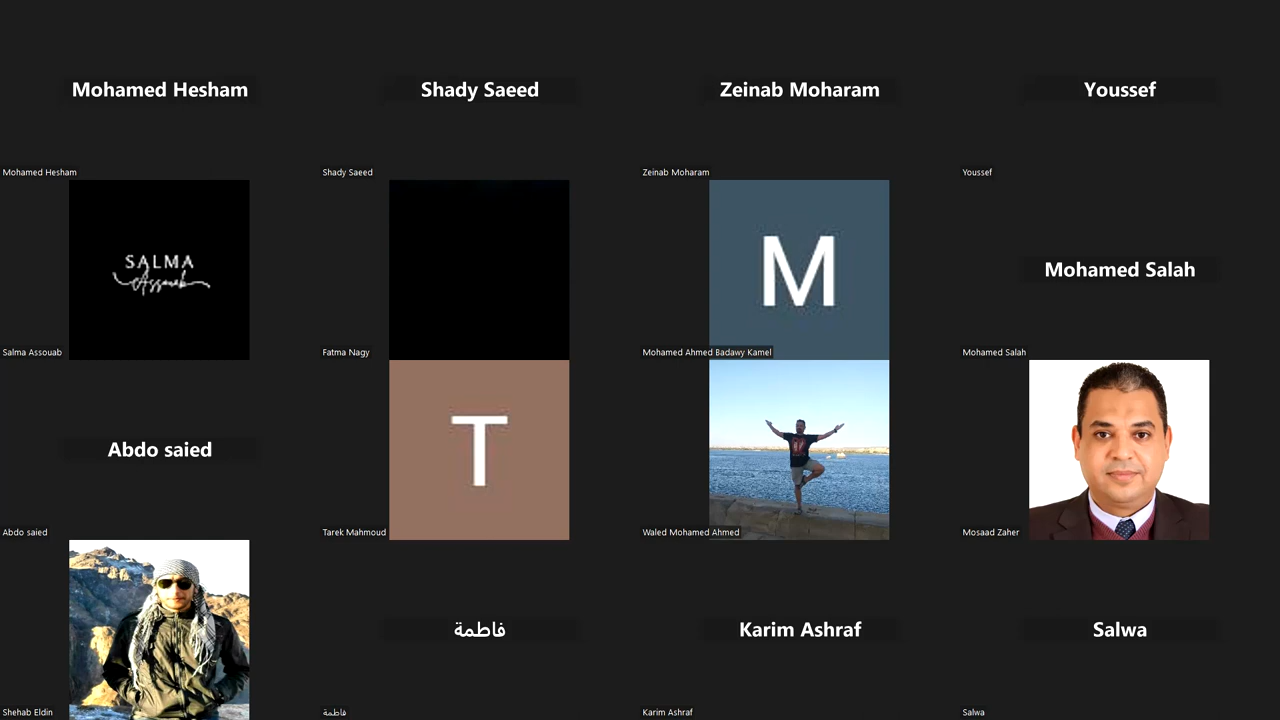 Mohamed Hesham
Shady Saeed
Zeinab Moharam
Youssef
Mohamed Hesham
Shady Saeed
Zeinab Moharam
Youssef
SALMA
Assouab
M
Mohamed Salah
Salma Assouab
Fatma Nagy
Mohamed Ahmed Badawy Kamel
Mohamed Salah
Abdo saied
T
Abdo saied
Tarek Mahmoud
Waled Mohamed Ahmed
Mosaad Zaher
فاطمة
Karim Ashraf
Salwa
Shehab Eldin
فاطمة
Karim Ashraf
Salwa